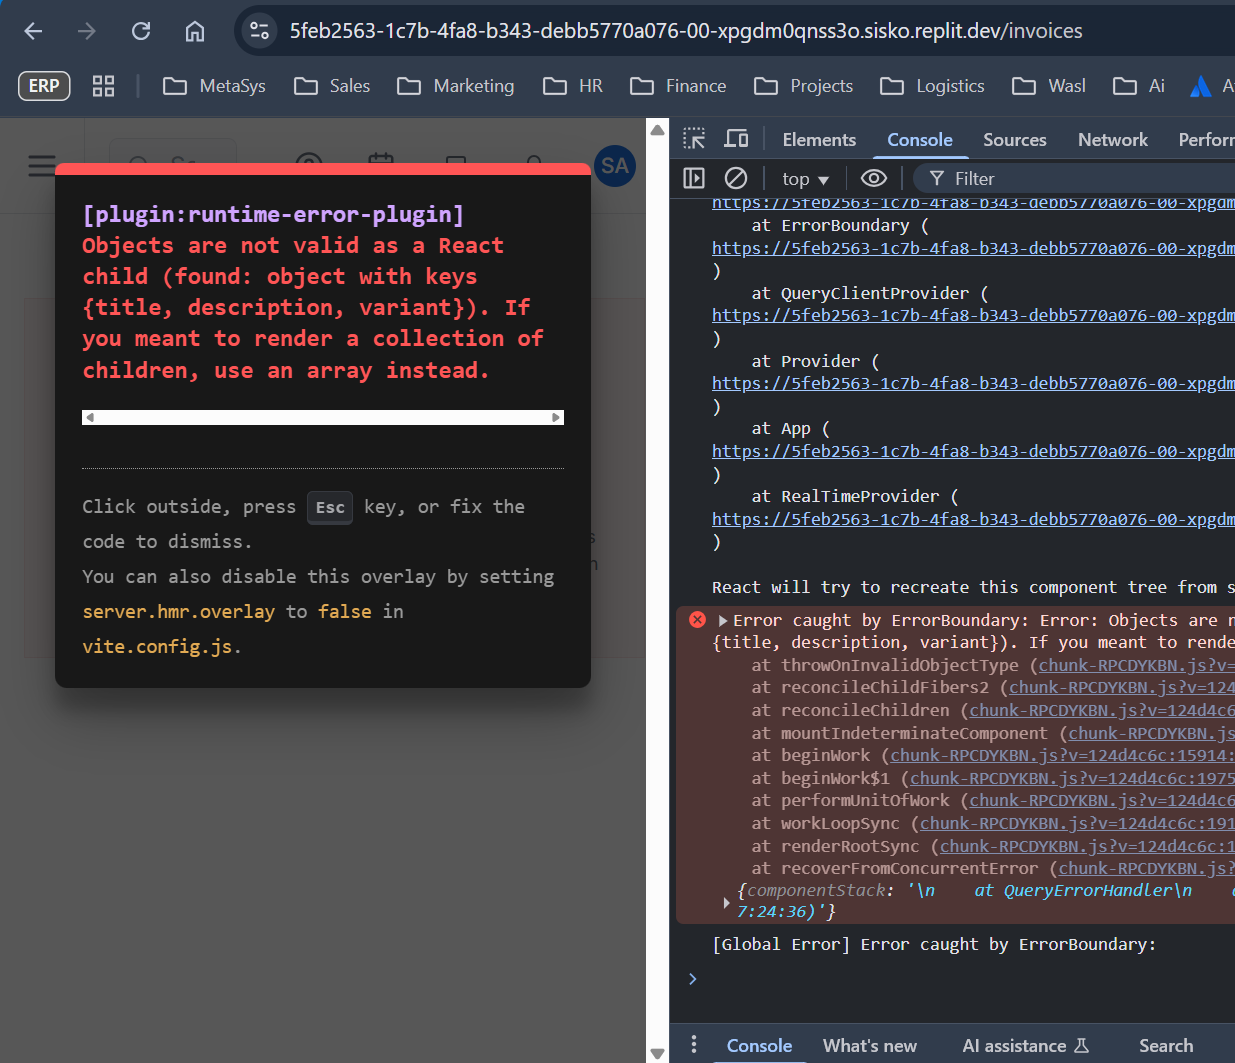 5feb2563-1c7b-4fa8-b343-debb5770a076-00-xpgdm0qnss3o.sisko.replit.dev/invoices
ERP MetaSys Sales Marketing HR Finance Projects Logistics Wasl Ai
SA
[plugin:runtime-error-plugin]
Objects are not valid as a React
child (found: object with keys
{title, description, variant}). If
you meant to render a collection of
children, use an array instead.
Click outside, press Esc key, or fix the
code to dismiss.
You can also disable this overlay by setting
server.hmr.overlay to false in
vite.config.js.
Elements Console Sources Network Perform
top Filter
https://5feb2563-1c7b-4fa8-b343-debb5770a076-00-xpgdm
at ErrorBoundary (
https://5feb2563-1c7b-4fa8-b343-debb5770a076-00-xpgdm
)
at QueryClientProvider (
https://5feb2563-1c7b-4fa8-b343-debb5770a076-00-xpgdm
)
at Provider (
https://5feb2563-1c7b-4fa8-b343-debb5770a076-00-xpgdm
)
at App (
https://5feb2563-1c7b-4fa8-b343-debb5770a076-00-xpgdm
)
at RealTimeProvider (
https://5feb2563-1c7b-4fa8-b343-debb5770a076-00-xpgdm
)
React will try to recreate this component tree from s
Error caught by ErrorBoundary: Error: Objects are n
{title, description, variant}). If you meant to rende
at throwOnInvalidObjectType (chunk-RPCDYKBN.js?v=
at reconcileChildFibers2 (chunk-RPCDYKBN.js?v=124
at reconcileChildren (chunk-RPCDYKBN.js?v=124d4c6
at mountIndeterminateComponent (chunk-RPCDYKBN.js
at beginWork (chunk-RPCDYKBN.js?v=124d4c6c:15914:
at beginWork$1 (chunk-RPCDYKBN.js?v=124d4c6c:1975
at performUnitOfWork (chunk-RPCDYKBN.js?v=124d4c6
at workLoopSync (chunk-RPCDYKBN.js?v=124d4c6c:191
at renderRootSync (chunk-RPCDYKBN.js?v=124d4c6c:1
at recoverFromConcurrentError (chunk-RPCDYKBN.js?
{componentStack: '\n    at QueryErrorHandler\n
7:24:36)'}
[Global Error] Error caught by ErrorBoundary:
Console What's new AI assistance Search